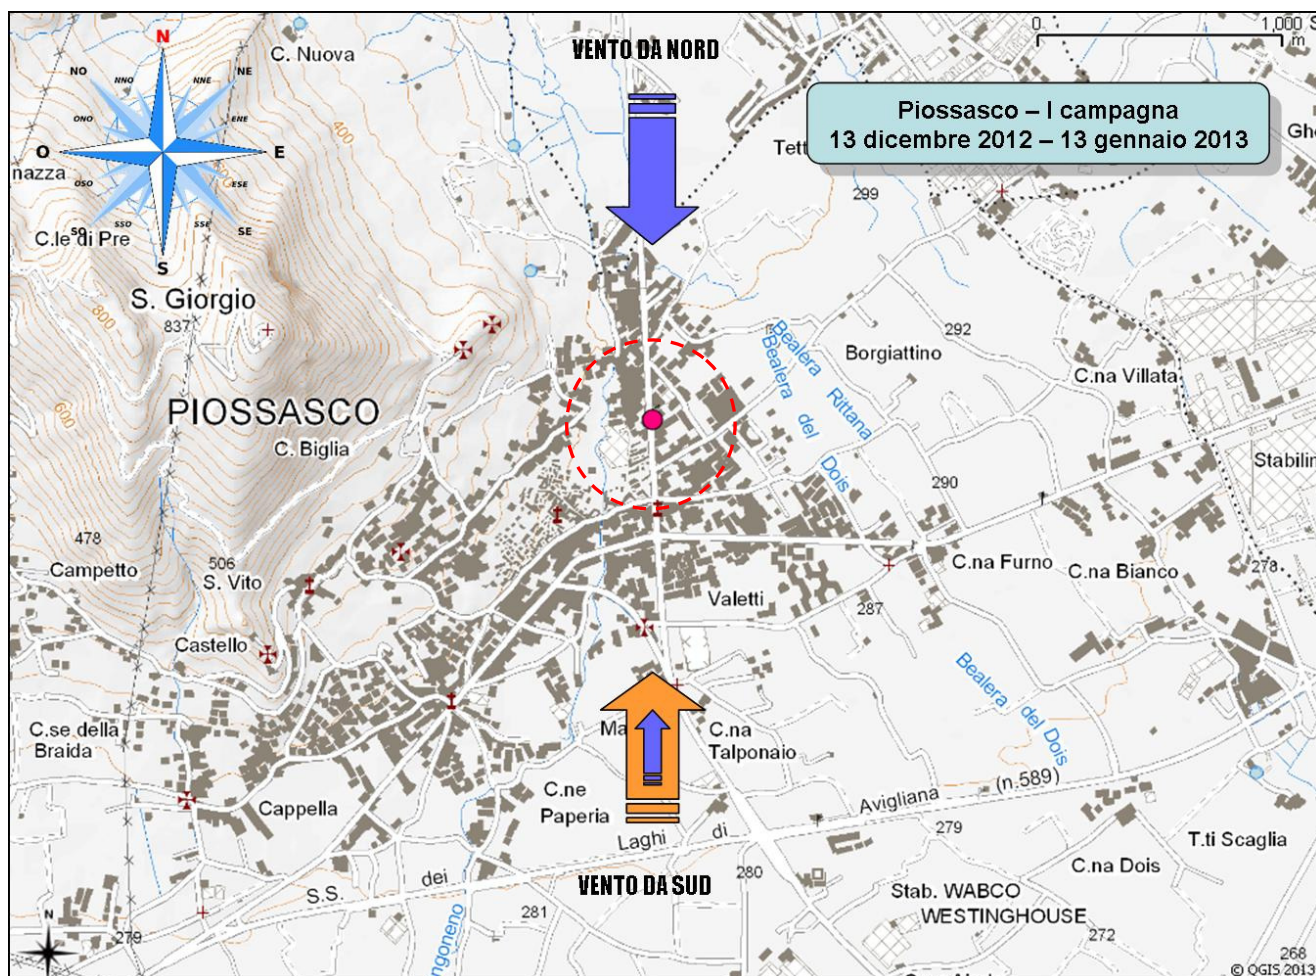 0
1,000
m
VENTO DA NORD
Piossasco – I campagna
13 dicembre 2012 – 13 gennaio 2013
N
NNO
NNE
NO
NE
ONO
ENE
O
E
OSO
ESE
SO
SSO
SSE
SE
S
C. Nuova
400
299
C.le di Pre
S. Giorgio
837
800
600
PIOSSASCO
C. Biglia
Bealera Rittana
Bealera del Dois
Borgiattino
292
C.na Villata
290
478
Campetto
506
S. Vito
Castello
C.na Furno
C.na Bianco
278
Valetti
287
Bealera del Dois
C.se della
Braida
C.na
Talponaio
Cappella
C.ne
Paperia
S.S. dei Laghi di Avigliana (n.589)
279
T.ti Scaglia
C.na Dois
280
VENTO DA SUD
Stab. WABCO
WESTINGHOUSE
281
272
N
279
268
© QGIS 2013